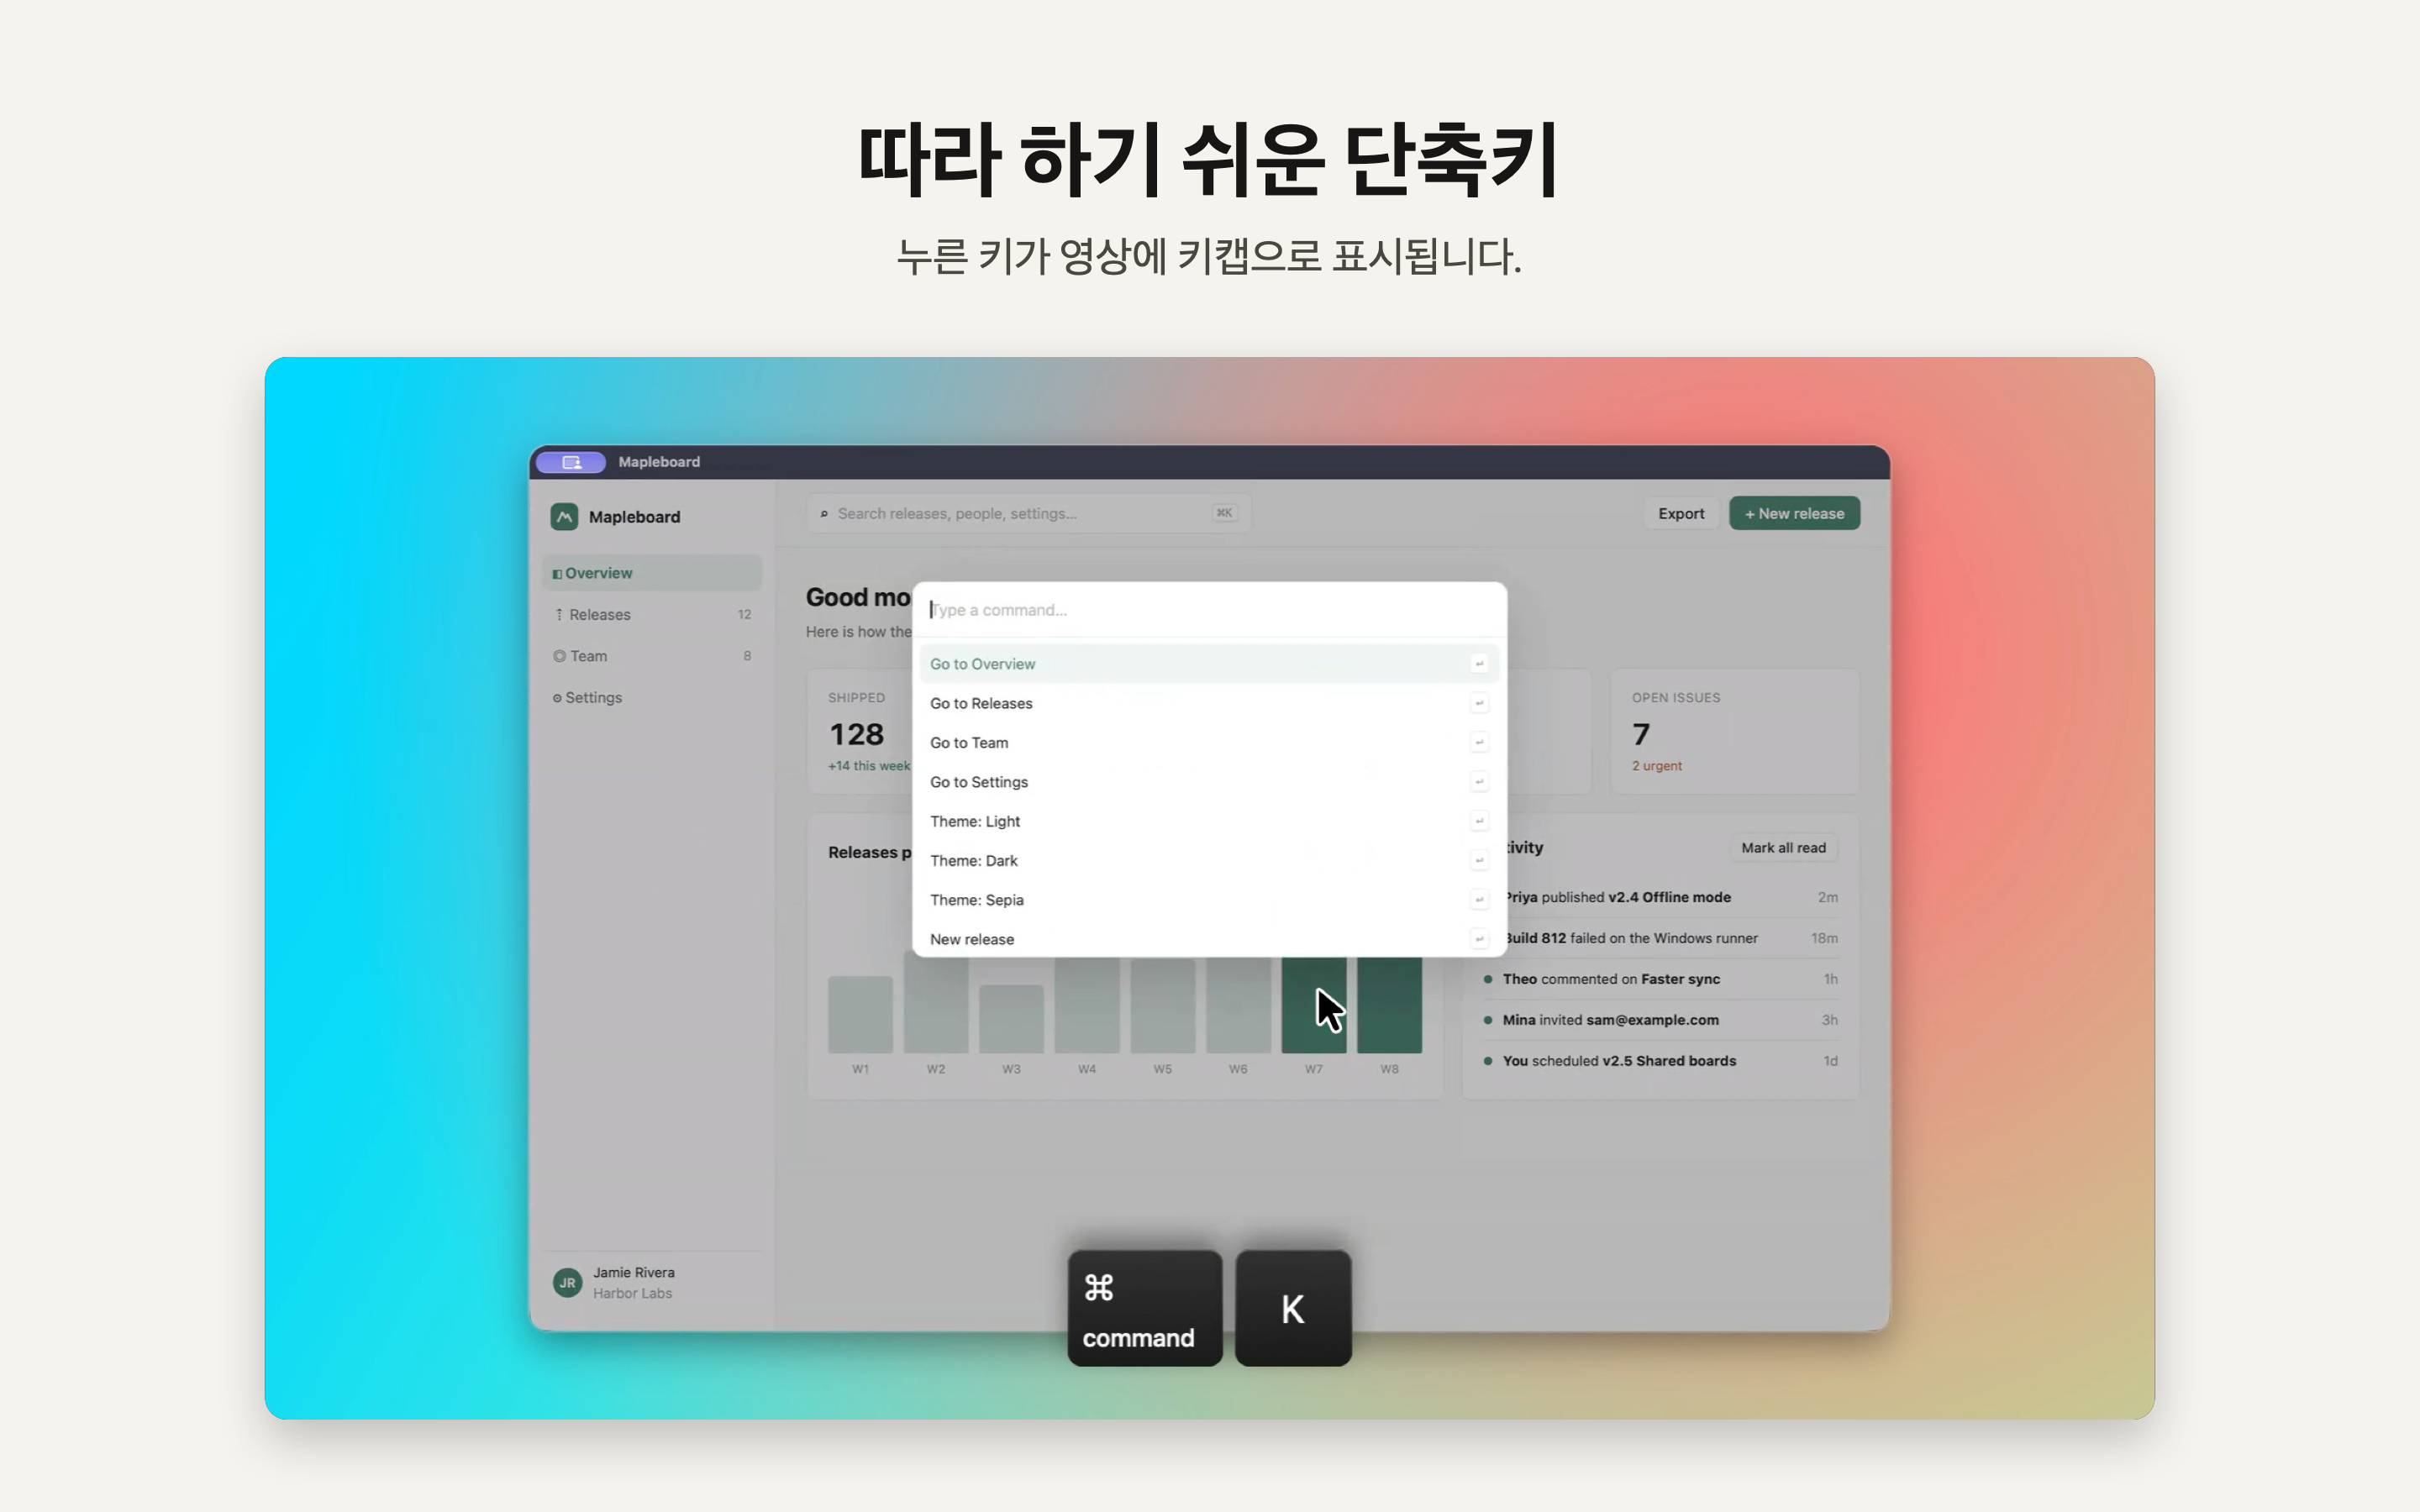 따라 하기 쉬운 단축키
누른 키가 영상에 키캡으로 표시됩니다.
Mapleboard
Mapleboard
Search releases, people, settings...
⌘K
Export
+ New release
Overview
Releases 12
Team 8
Settings
Good mo
Here is how the
Type a command...
Go to Overview
Go to Releases
Go to Team
Go to Settings
Theme: Light
Theme: Dark
Theme: Sepia
New release
SHIPPED
128
+14 this week
OPEN ISSUES
7
2 urgent
Releases p
W1 W2 W3 W4 W5 W6 W7 W8
tivity
Mark all read
Priya published v2.4 Offline mode 2m
Build 812 failed on the Windows runner 18m
Theo commented on Faster sync 1h
Mina invited sam@example.com 3h
You scheduled v2.5 Shared boards 1d
JR
Jamie Rivera
Harbor Labs
⌘
command
K